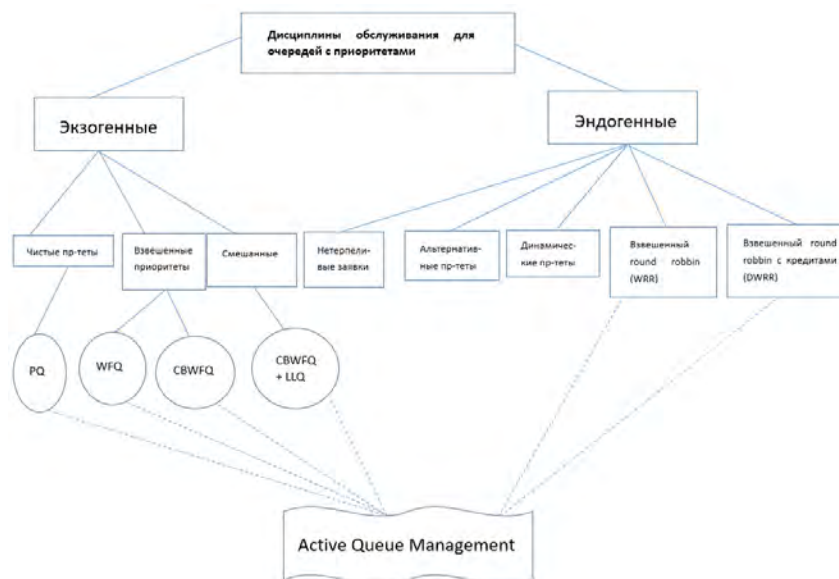 Дисциплины обслуживания для
очередей с приоритетами
Экзогенные
Эндогенные
Чистые пр-теты
Взвешенные
приоритеты
Смешанные
Нетерпели-
вые заявки
Альтернатив-
ные пр-теты
Динамичес-
кие пр-теты
Взвешенный
round robbin
(WRR)
Взвешенный round
robbin с кредитами
(DWRR)
PQ
WFQ
CBWFQ
CBWFQ
+ LLQ
Active Queue Management